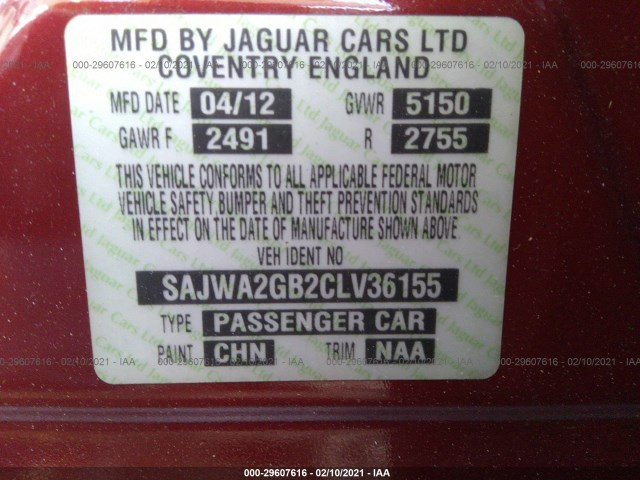 MFD BY JAGUAR CARS LTD
COVENTRY ENGLAND
MFD DATE 04/12 GVWR 5150
GAWR F 2491 R 2755
THIS VEHICLE CONFORMS TO ALL APPLICABLE FEDERAL MOTOR
VEHICLE SAFETY BUMPER AND THEFT PREVENTION STANDARDS
IN EFFECT ON THE DATE OF MANUFACTURE SHOWN ABOVE
VEH IDENT NO
SAJWA2GB2CLV36155
TYPE PASSENGER CAR
PAINT CHN TRIM NAA
000-29607616 - 02/10/2021 - IAA